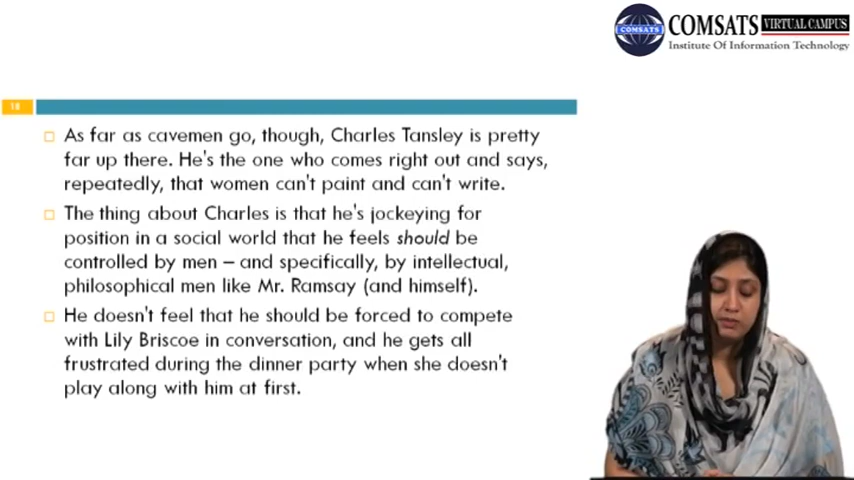 COMSATS
COMSATS VIRTUAL CAMPUS
Institute Of Information Technology
18
As far as cavemen go, though, Charles Tansley is pretty
far up there. He's the one who comes right out and says,
repeatedly, that women can't paint and can't write.
The thing about Charles is that he's jockeying for
position in a social world that he feels should be
controlled by men – and specifically, by intellectual,
philosophical men like Mr. Ramsay (and himself).
He doesn't feel that he should be forced to compete
with Lily Briscoe in conversation, and he gets all
frustrated during the dinner party when she doesn't
play along with him at first.